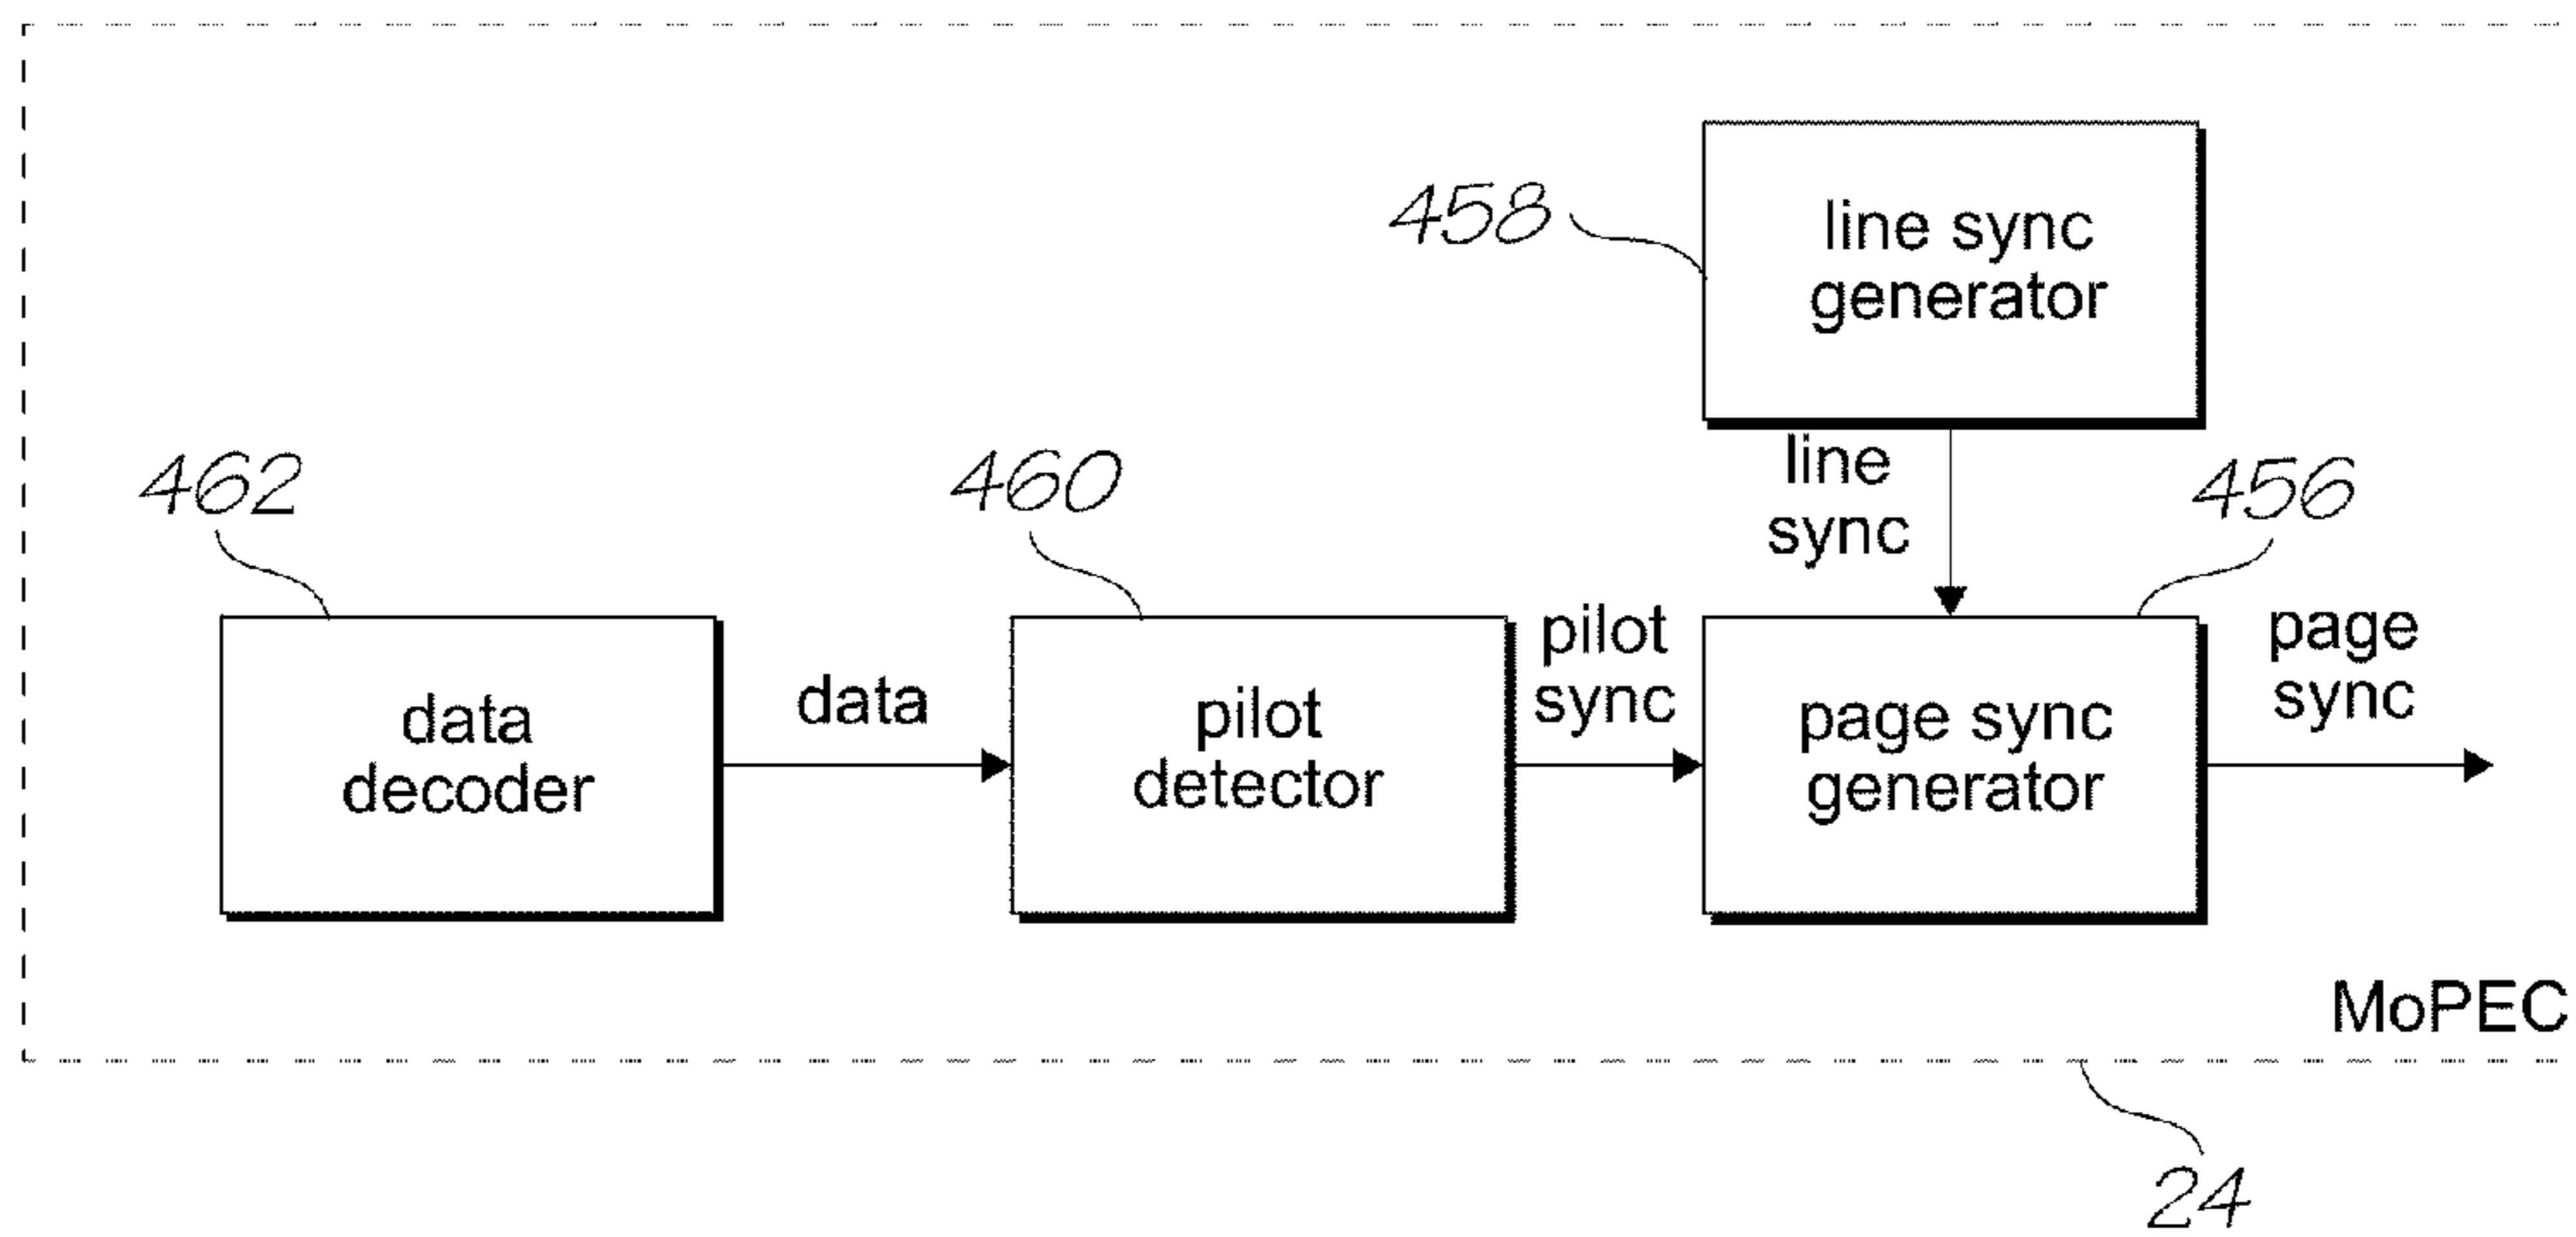 458
line sync
generator
line
sync
462
460
456
data
decoder
data
pilot
detector
pilot
sync
page sync
generator
page
sync
MoPEC
24